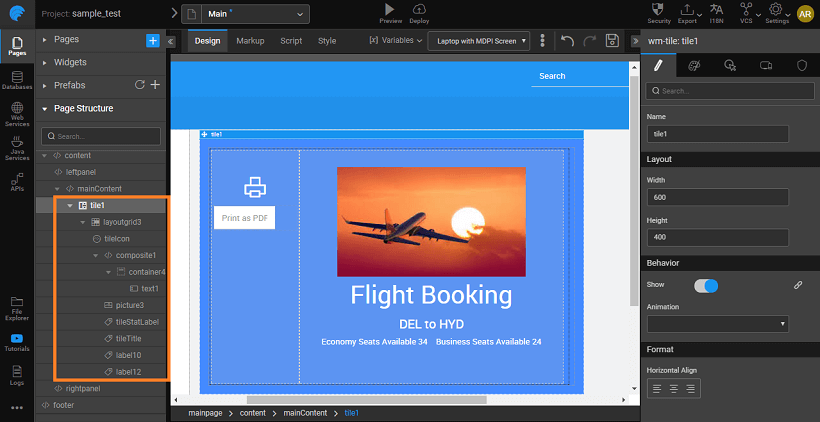 Project: sample_test
Main *
Preview
Deploy
Security
Export
I18N
VCS
Settings
AR
Pages
Databases
Web
Services
Java
Services
APIs
File
Explorer
Tutorials
Logs
Pages
Widgets
Prefabs
Page Structure
Search...
content
leftpanel
mainContent
tile1
layoutgrid3
tileIcon
composite1
container4
text1
picture3
tileStatLabel
tileTitle
label10
label12
rightpanel
footer
Design
Markup
Script
Style
[x] Variables
Laptop with MDPI Screen
Search
tile1
Print as PDF
Flight Booking
DEL to HYD
Economy Seats Available 34 Business Seats Available 24
mainpage > content > mainContent > tile1
wm-tile: tile1
Search...
Name
tile1
Layout
Width
600
Height
400
Behavior
Show
Animation
Format
Horizontal Align